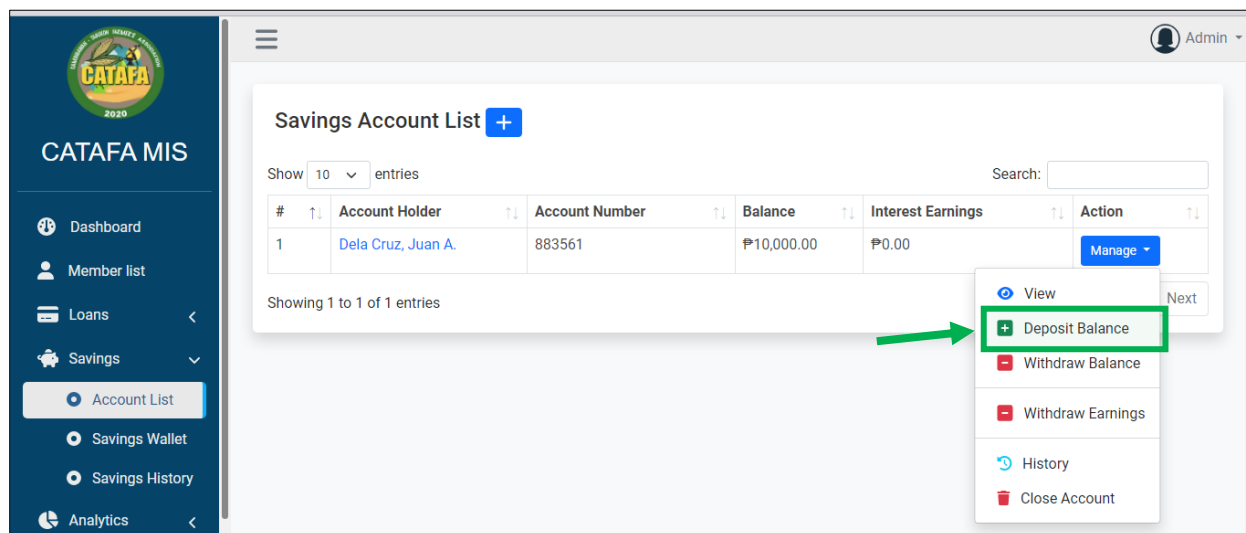 CATAFA
2020
CATAFA MIS
Dashboard
Member list
Loans
Savings
Account List
Savings Wallet
Savings History
Analytics
Admin
Savings Account List +
Show 10 entries
Search:
# Account Holder Account Number Balance Interest Earnings Action
1 Dela Cruz, Juan A. 883561 ₱10,000.00 ₱0.00 Manage
Showing 1 to 1 of 1 entries
Next
View
Deposit Balance
Withdraw Balance
Withdraw Earnings
History
Close Account